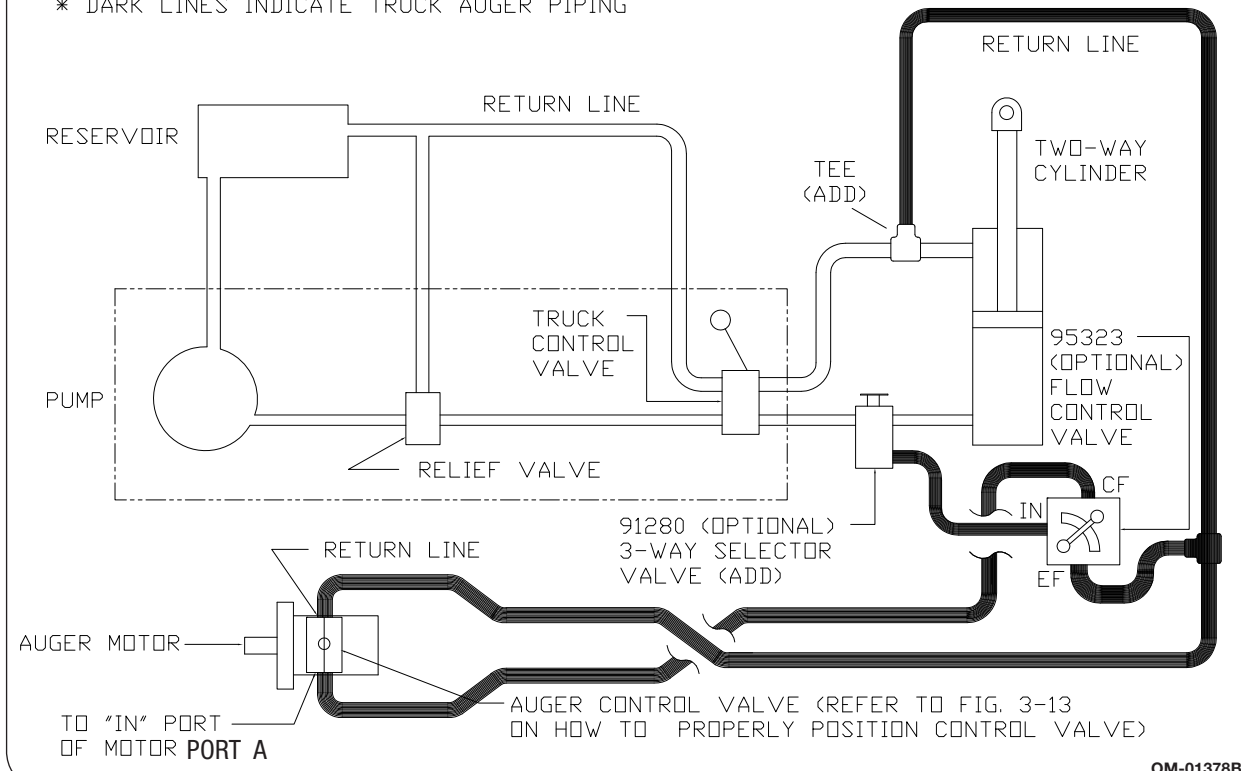 * DARK LINES INDICATE TRUCK AUGER PIPING
RETURN LINE
RETURN LINE
RESERVOIR
TEE
(ADD)
TWO-WAY
CYLINDER
TRUCK
CONTROL
VALVE
95323
(OPTIONAL)
FLOW
CONTROL
VALVE
PUMP
RELIEF VALVE
CF
IN
EF
91280 (OPTIONAL)
3-WAY SELECTOR
VALVE (ADD)
RETURN LINE
AUGER MOTOR
AUGER CONTROL VALVE (REFER TO FIG. 3-13
ON HOW TO PROPERLY POSITION CONTROL VALVE)
TO "IN" PORT
OF MOTOR PORT A
OM-01378B